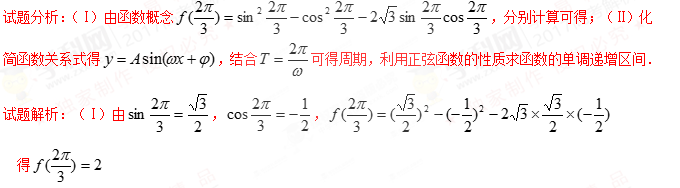 试题分析:(Ⅰ)由函数概念 f(2π/3) = sin² 2π/3 − cos² 2π/3 − 2√3 sin 2π/3 cos 2π/3,分别计算可得;(Ⅱ)化
简函数关系式得 y = A sin(ωx + φ),结合 T = 2π/ω 可得周期,利用正弦函数的性质求函数的单调递增区间.
试题解析:(Ⅰ)由 sin 2π/3 = √3/2,cos 2π/3 = −1/2,f(2π/3) = (√3/2)² − (−1/2)² − 2√3 × √3/2 × (−1/2)
得 f(2π/3) = 2